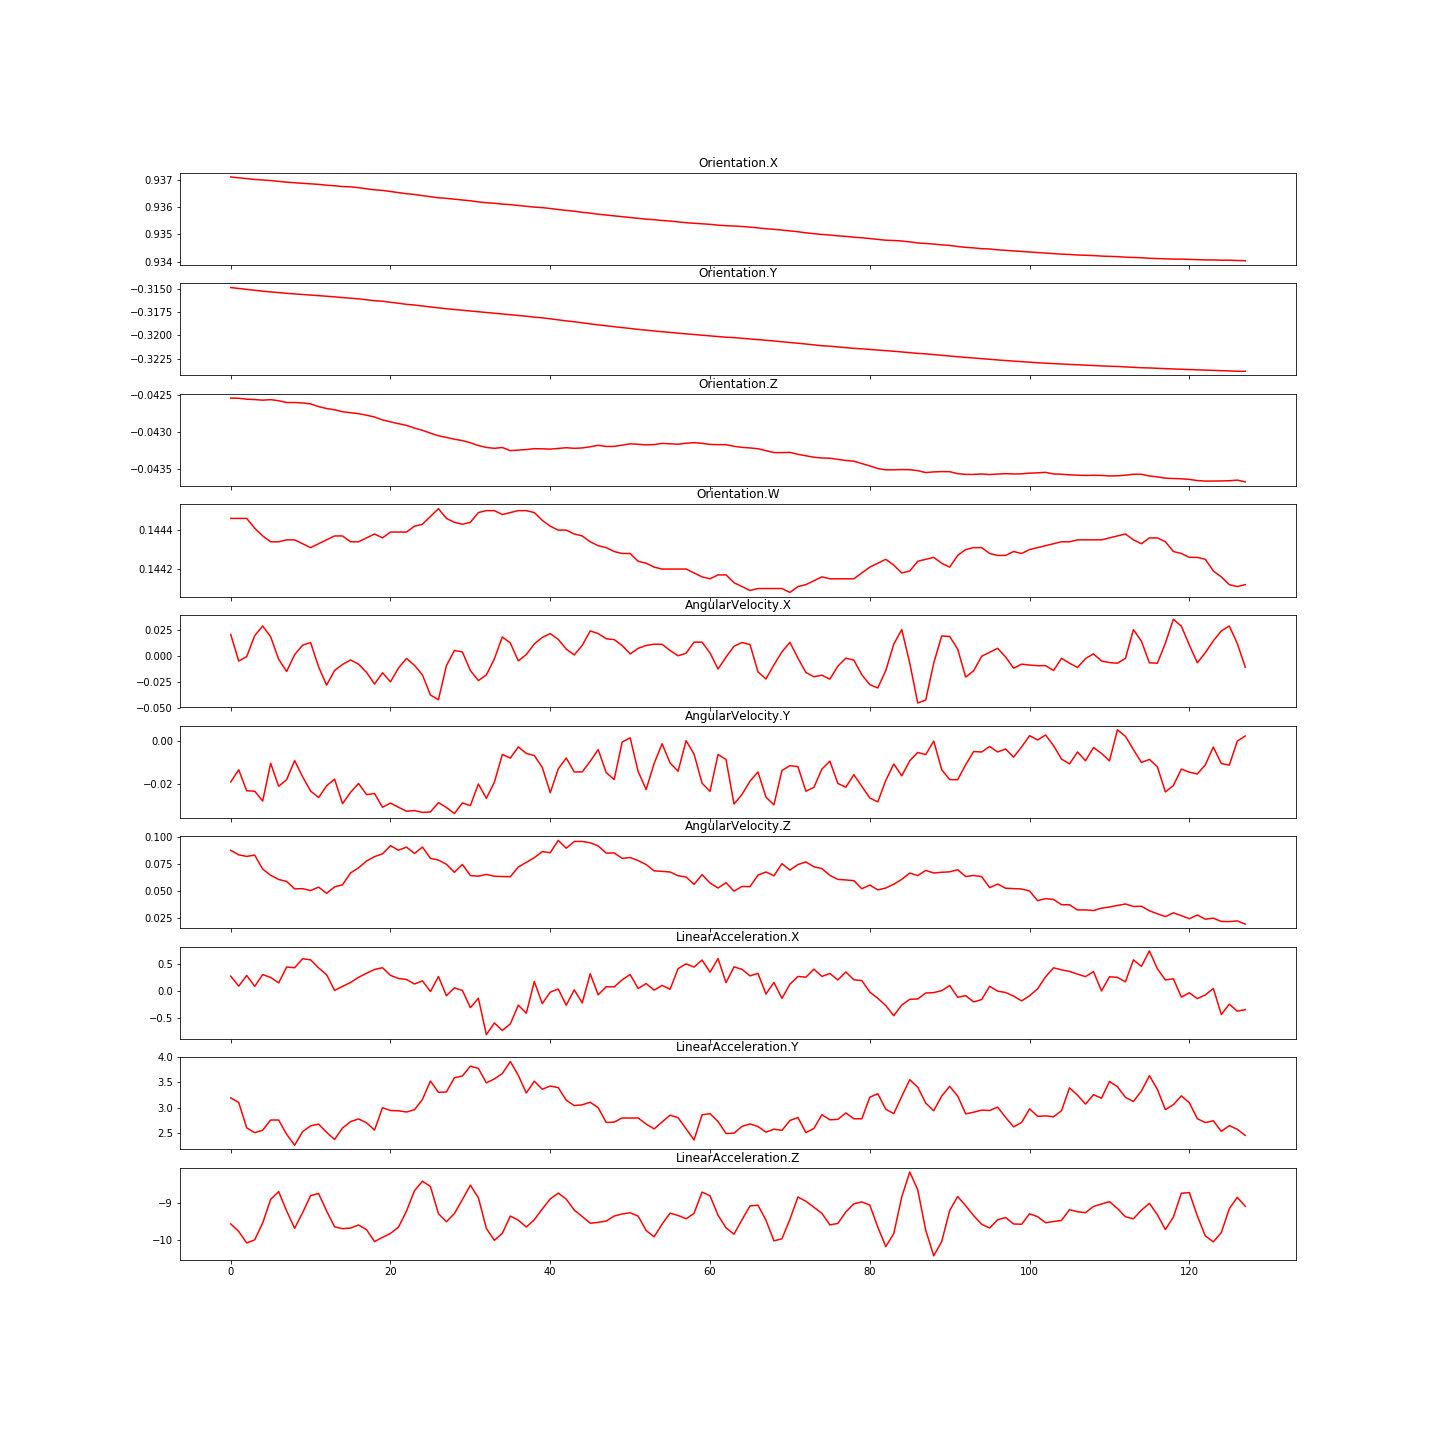 Orientation.X
0.937
0.936
0.935
0.934
Orientation.Y
−0.3150
−0.3175
−0.3200
−0.3225
Orientation.Z
−0.0425
−0.0430
−0.0435
Orientation.W
0.1444
0.1442
AngularVelocity.X
0.025
0.000
−0.025
−0.050
AngularVelocity.Y
0.00
−0.02
AngularVelocity.Z
0.100
0.075
0.050
0.025
LinearAcceleration.X
0.5
0.0
−0.5
LinearAcceleration.Y
4.0
3.5
3.0
2.5
LinearAcceleration.Z
−9
−10
0 20 40 60 80 100 120